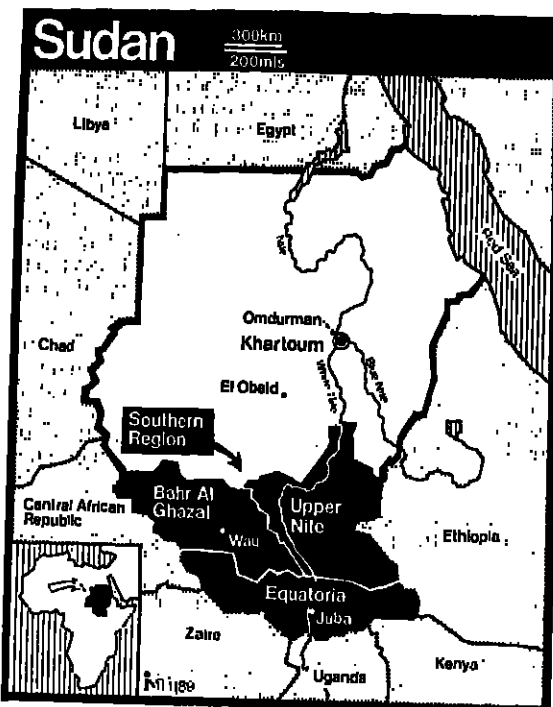 Sudan
300km
200mls
Libya
Egypt
Nile
Red Sea
Omdurman
Khartoum
Chad
White Nile
Blue Nile
El Obeid
Southern
Region
Bahr Al
Ghazal
Upper
Nile
Central African
Republic
Wau
Ethiopia
Equatoria
Juba
Zaire
Uganda
Kenya